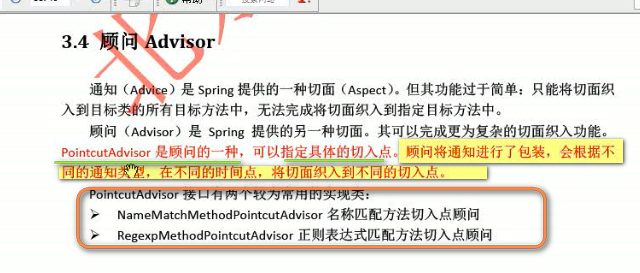 3.4 顾问 Advisor
通知（Advice）是 Spring 提供的一种切面（Aspect）。但其功能过于简单：只能将切面织
入到目标类的所有目标方法中，无法完成将切面织入到指定目标方法中。
顾问（Advisor）是 Spring 提供的另一种切面。其可以完成更为复杂的切面织入功能。
PointcutAdvisor 是顾问的一种，可以指定具体的切入点。顾问将通知进行了包装，会根据不
同的通知类型，在不同的时间点，将切面织入到不同的切入点。
PointcutAdvisor 接口有两个较为常用的实现类：
➢ NameMatchMethodPointcutAdvisor 名称匹配方法切入点顾问
➢ RegexpMethodPointcutAdvisor 正则表达式匹配方法切入点顾问